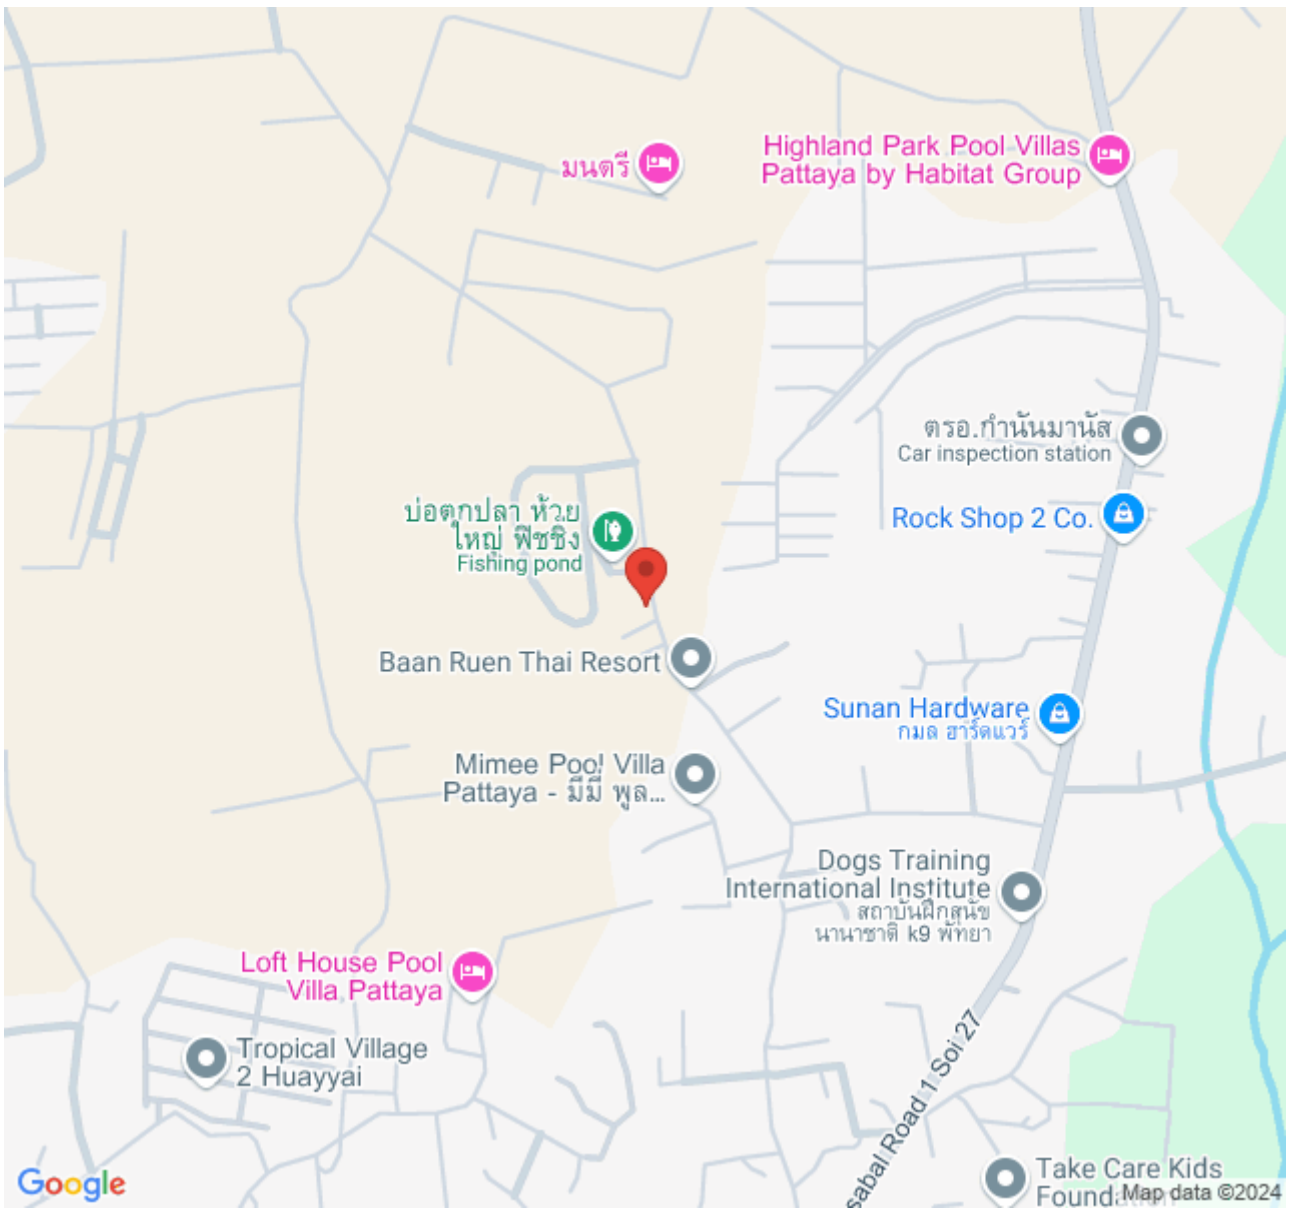 มนตรี
Highland Park Pool Villas
Pattaya by Habitat Group
ตรอ.กำนันมานัส
Car inspection station
บ่อตกปลา ห้วย
ใหญ่ ฟิชชิ่ง
Fishing pond
Rock Shop 2 Co.
Baan Ruen Thai Resort
Sunan Hardware
กมล ฮาร์ดแวร์
Mimee Pool Villa
Pattaya - มีมี่ พูล...
Dogs Training
International Institute
สถาบันฝึกสุนัข
นานาชาติ k9 พัทยา
Loft House Pool
Villa Pattaya
Tropical Village
2 Huayyai
sabal Road 1 Soi 27
Take Care Kids
Google
Map data ©2024